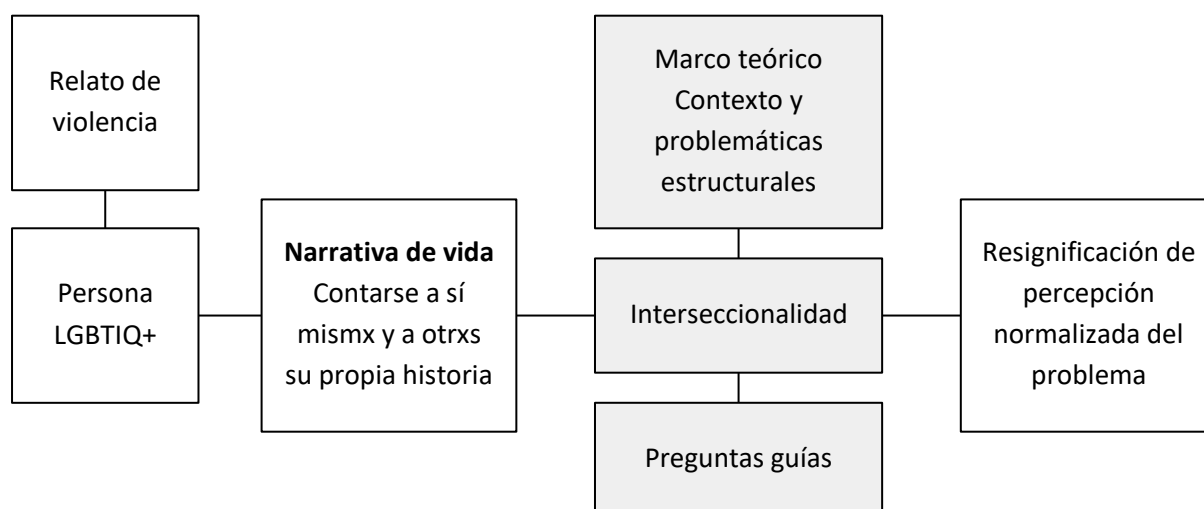 Relato de
violencia
Persona
LGBTIQ+
Narrativa de vida
Contarse a sí
mismx y a otrxs
su propia historia
Marco teórico
Contexto y
problemáticas
estructurales
Interseccionalidad
Preguntas guías
Resignificación de
percepción
normalizada del
problema